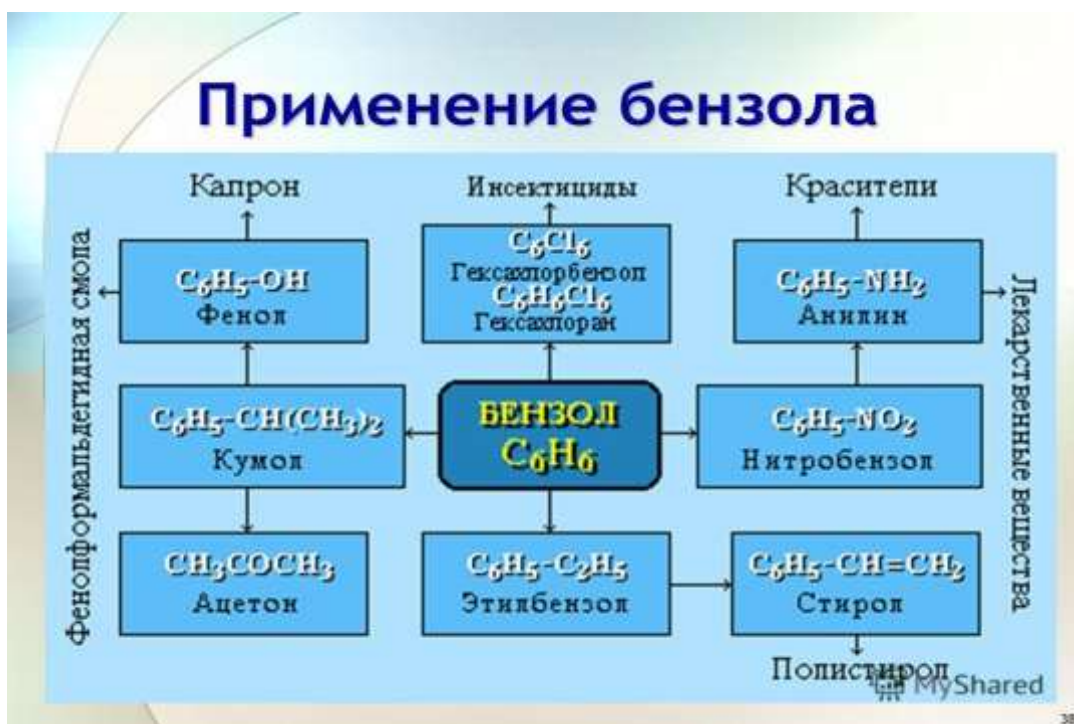 Применение бензола
Капрон
Инсектициды
Красители
Фенолформальдегидная смола
C₆H₅-OH
Фенол
C₆Cl₆
Гексахлорбензол
C₆H₆Cl₆
Гексахлоран
C₆H₅-NH₂
Анилин
Лекарственные вещества
C₆H₅-CH(CH₃)₂
Кумол
БЕНЗОЛ
C₆H₆
C₆H₅-NO₂
Нитробензол
CH₃COCH₃
Ацетон
C₆H₅-C₂H₅
Этилбензол
C₆H₅-CH=CH₂
Стирол
Полистирол
MyShared